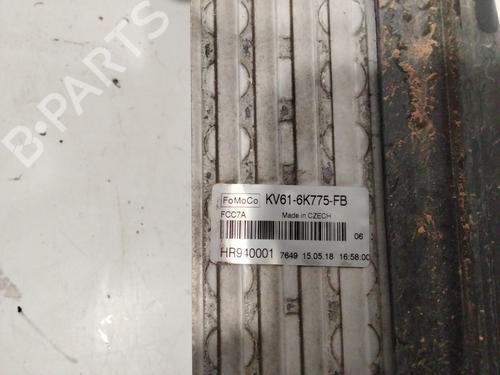 B-PARTS
FoMoCo KV61-6K775-FB
FCC7A Made in CZECH
06
HR940001 7649 15.05.18 16:58:00